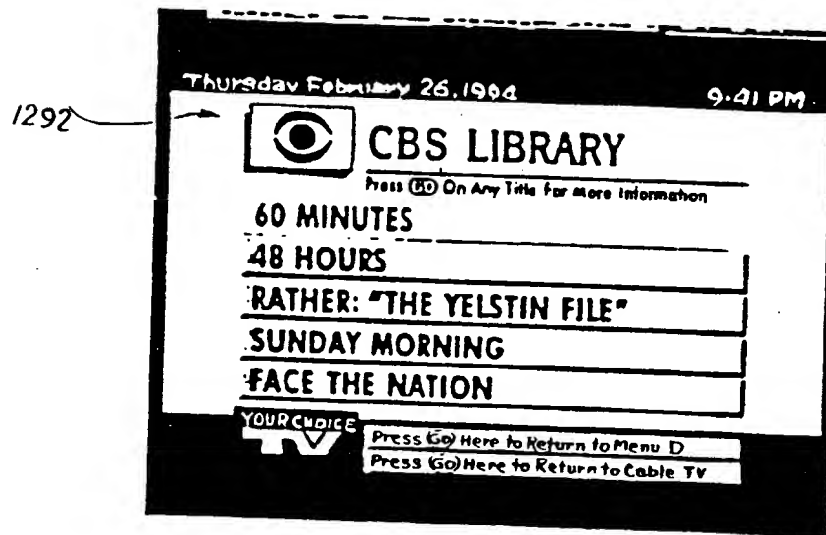 Thursday February 26, 1994
9:41 PM
1292
CBS LIBRARY
Press GO On Any Title for More Information
60 MINUTES
48 HOURS
RATHER: "THE YELSTIN FILE"
SUNDAY MORNING
FACE THE NATION
YOUR CHOICE
TV
Press Go Here to Return to Menu D
Press Go Here to Return to Cable TV